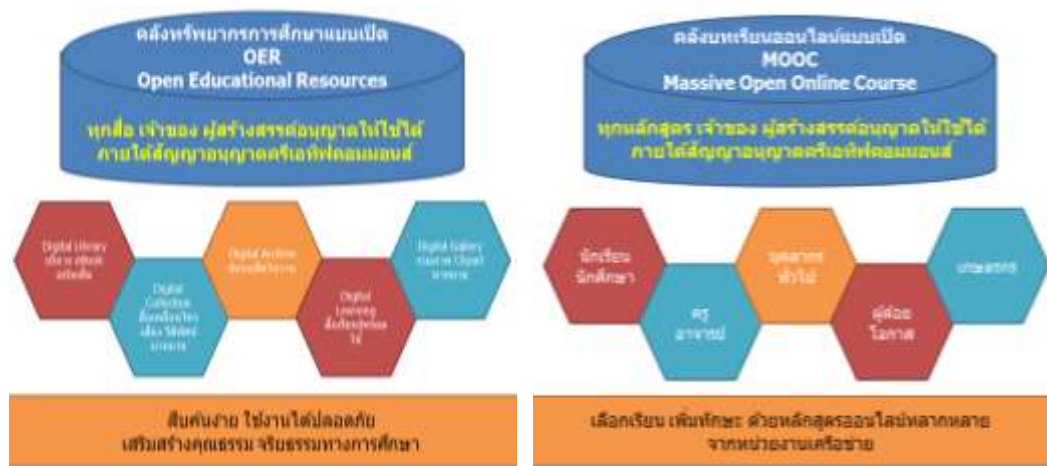 คลังทรัพยากรการศึกษาแบบเปิด
OER
Open Educational Resources
ทุกสื่อ เจ้าของ ผู้สร้างสรรค์อนุญาตให้ใช้ได้
ภายใต้สัญญาอนุญาตครีเอทีฟคอมมอนส์
Digital Library
Digital
Collection
มากมาย
Digital Archive
Digital
Learning
Digital Gallery
มากมาย
สืบค้นง่าย ใช้งานได้ปลอดภัย
เสริมสร้างคุณธรรม จริยธรรมทางการศึกษา
คลังบทเรียนออนไลน์แบบเปิด
MOOC
Massive Open Online Course
ทุกหลักสูตร เจ้าของ ผู้สร้างสรรค์อนุญาตให้ใช้ได้
ภายใต้สัญญาอนุญาตครีเอทีฟคอมมอนส์
นักเรียน
นักศึกษา
ครู
อาจารย์
บุคลากร
ทั่วไป
ผู้ด้อย
โอกาส
เกษตรกร
เลือกเรียน เพิ่มทักษะ ด้วยหลักสูตรออนไลน์หลากหลาย
จากหน่วยงานเครือข่าย